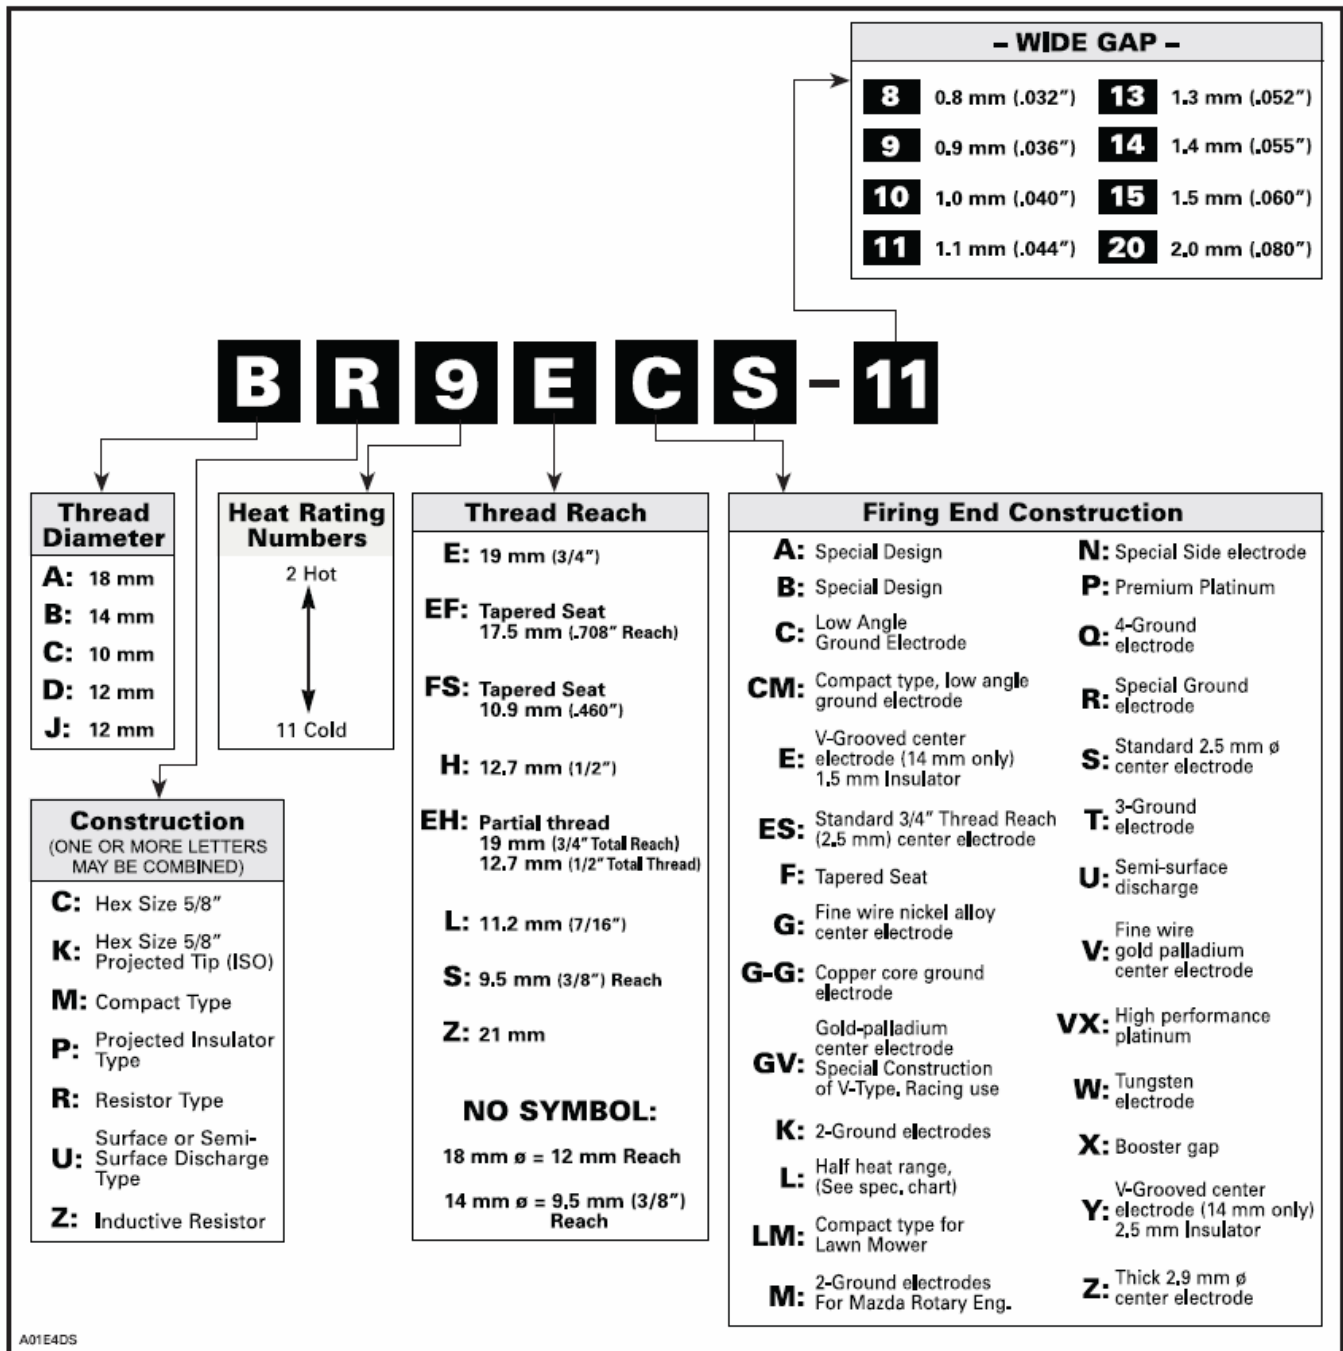 – WIDE GAP –
8 0.8 mm (.032″) 13 1.3 mm (.052″)
9 0.9 mm (.036″) 14 1.4 mm (.055″)
10 1.0 mm (.040″) 15 1.5 mm (.060″)
11 1.1 mm (.044″) 20 2.0 mm (.080″)
B R 9 E C S – 11
Thread
Diameter
A: 18 mm
B: 14 mm
C: 10 mm
D: 12 mm
J: 12 mm
Heat Rating
Numbers
2 Hot
11 Cold
Construction
(ONE OR MORE LETTERS
MAY BE COMBINED)
C: Hex Size 5/8″
K: Hex Size 5/8″
Projected Tip (ISO)
M: Compact Type
P: Projected Insulator
Type
R: Resistor Type
U: Surface or Semi-
Surface Discharge
Type
Z: Inductive Resistor
Thread Reach
E: 19 mm (3/4″)
EF: Tapered Seat
17.5 mm (.708″ Reach)
FS: Tapered Seat
10.9 mm (.460″)
H: 12.7 mm (1/2″)
EH: Partial thread
19 mm (3/4″ Total Reach)
12.7 mm (1/2″ Total Thread)
L: 11.2 mm (7/16″)
S: 9.5 mm (3/8″) Reach
Z: 21 mm
NO SYMBOL:
18 mm ø = 12 mm Reach
14 mm ø = 9.5 mm (3/8″)
Reach
Firing End Construction
A: Special Design
B: Special Design
C: Low Angle
Ground Electrode
CM: Compact type, low angle
ground electrode
E: V-Grooved center
electrode (14 mm only)
1.5 mm Insulator
ES: Standard 3/4″ Thread Reach
(2.5 mm) center electrode
F: Tapered Seat
G: Fine wire nickel alloy
center electrode
G-G: Copper core ground
electrode
GV: Gold-palladium
center electrode
Special Construction
of V-Type. Racing use
K: 2-Ground electrodes
L: Half heat range,
(See spec. chart)
LM: Compact type for
Lawn Mower
M: 2-Ground electrodes
For Mazda Rotary Eng.
N: Special Side electrode
P: Premium Platinum
Q: 4-Ground
electrode
R: Special Ground
electrode
S: Standard 2.5 mm ø
center electrode
T: 3-Ground
electrode
U: Semi-surface
discharge
V: Fine wire
gold palladium
center electrode
VX: High performance
platinum
W: Tungsten
electrode
X: Booster gap
Y: V-Grooved center
electrode (14 mm only)
2.5 mm Insulator
Z: Thick 2.9 mm ø
center electrode
A01E4DS